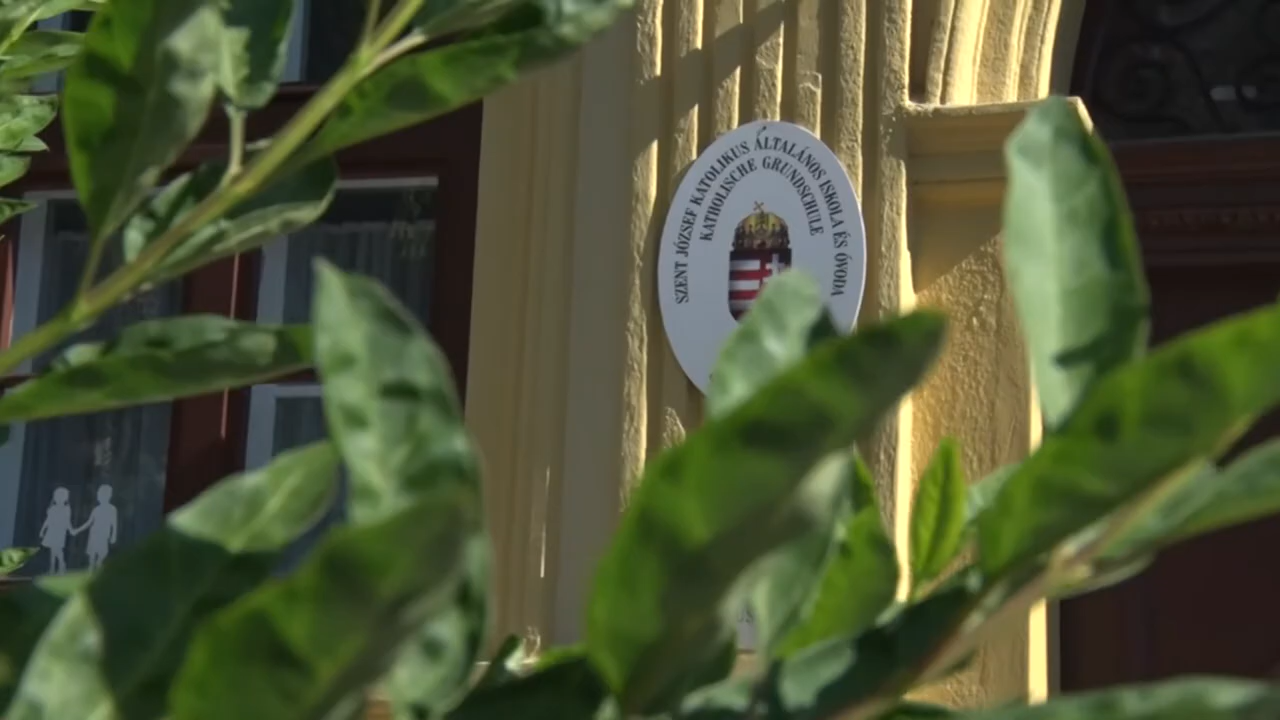 SZENT JÓZSEF KATOLIKUS ÁLTALÁNOS ISKOLA ÉS ÓVODA
KATHOLISCHE GRUNDSCHULE